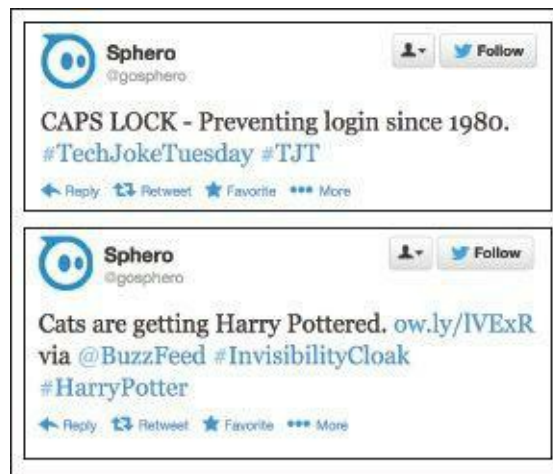 Sphero
@gosphero
Follow
CAPS LOCK - Preventing login since 1980.
#TechJokeTuesday #TJT
Reply Retweet Favorite More
Sphero
@gosphero
Follow
Cats are getting Harry Pottered. ow.ly/lVExR
via @BuzzFeed #InvisibilityCloak
#HarryPotter
Reply Retweet Favorite More